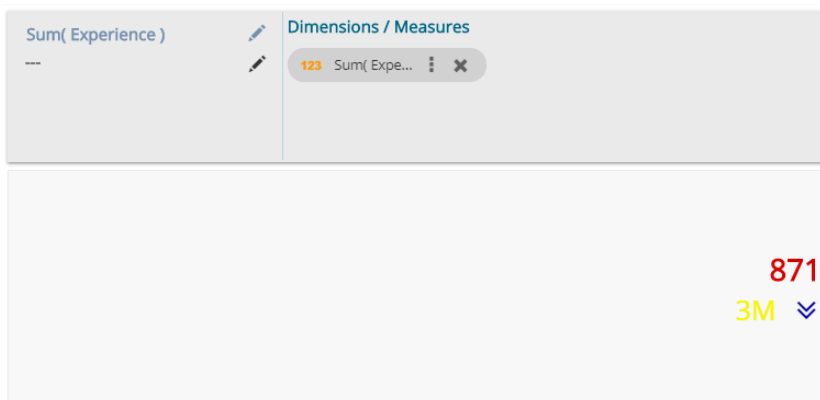 Sum( Experience )
---
Dimensions / Measures
123 Sum( Expe...
871
3M